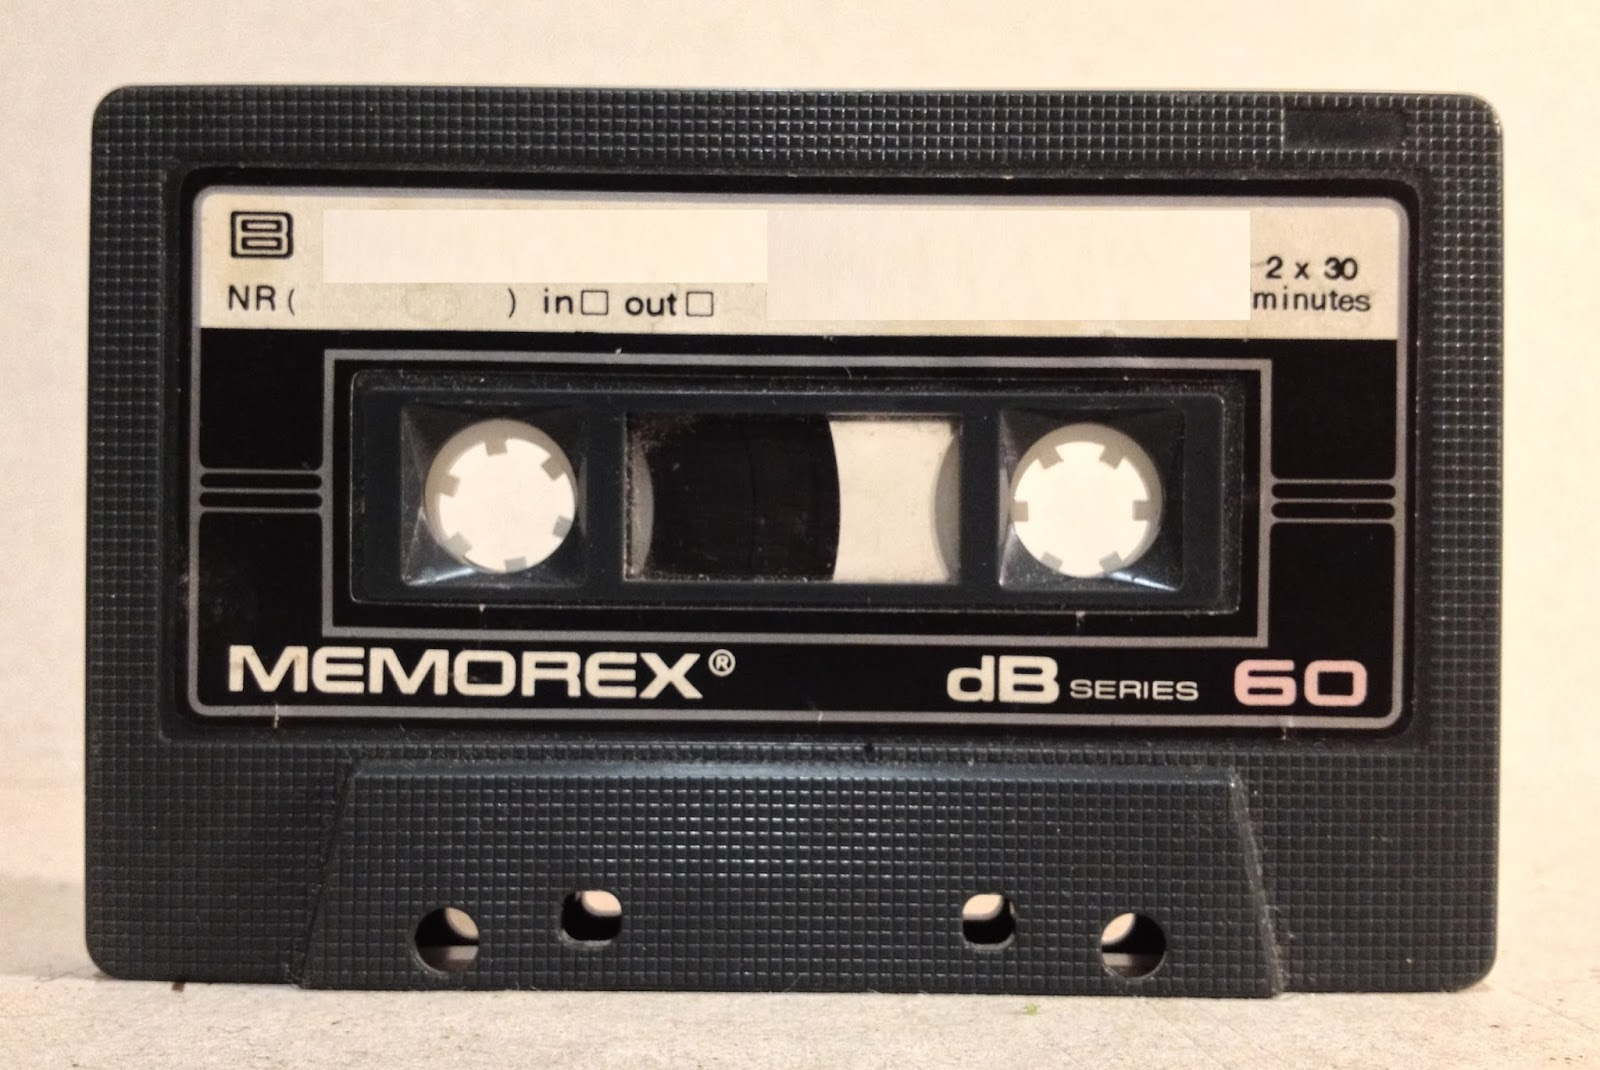 B
2 x 30
NR ( ) in□ out□ minutes
MEMOREX® dB SERIES 60